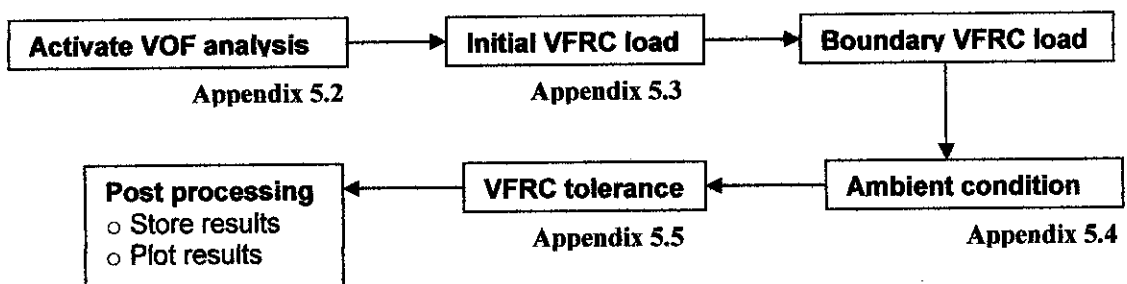 Activate VOF analysis
Appendix 5.2
Initial VFRC load
Appendix 5.3
Boundary VFRC load
Ambient condition
Appendix 5.4
VFRC tolerance
Appendix 5.5
Post processing
o Store results
o Plot results